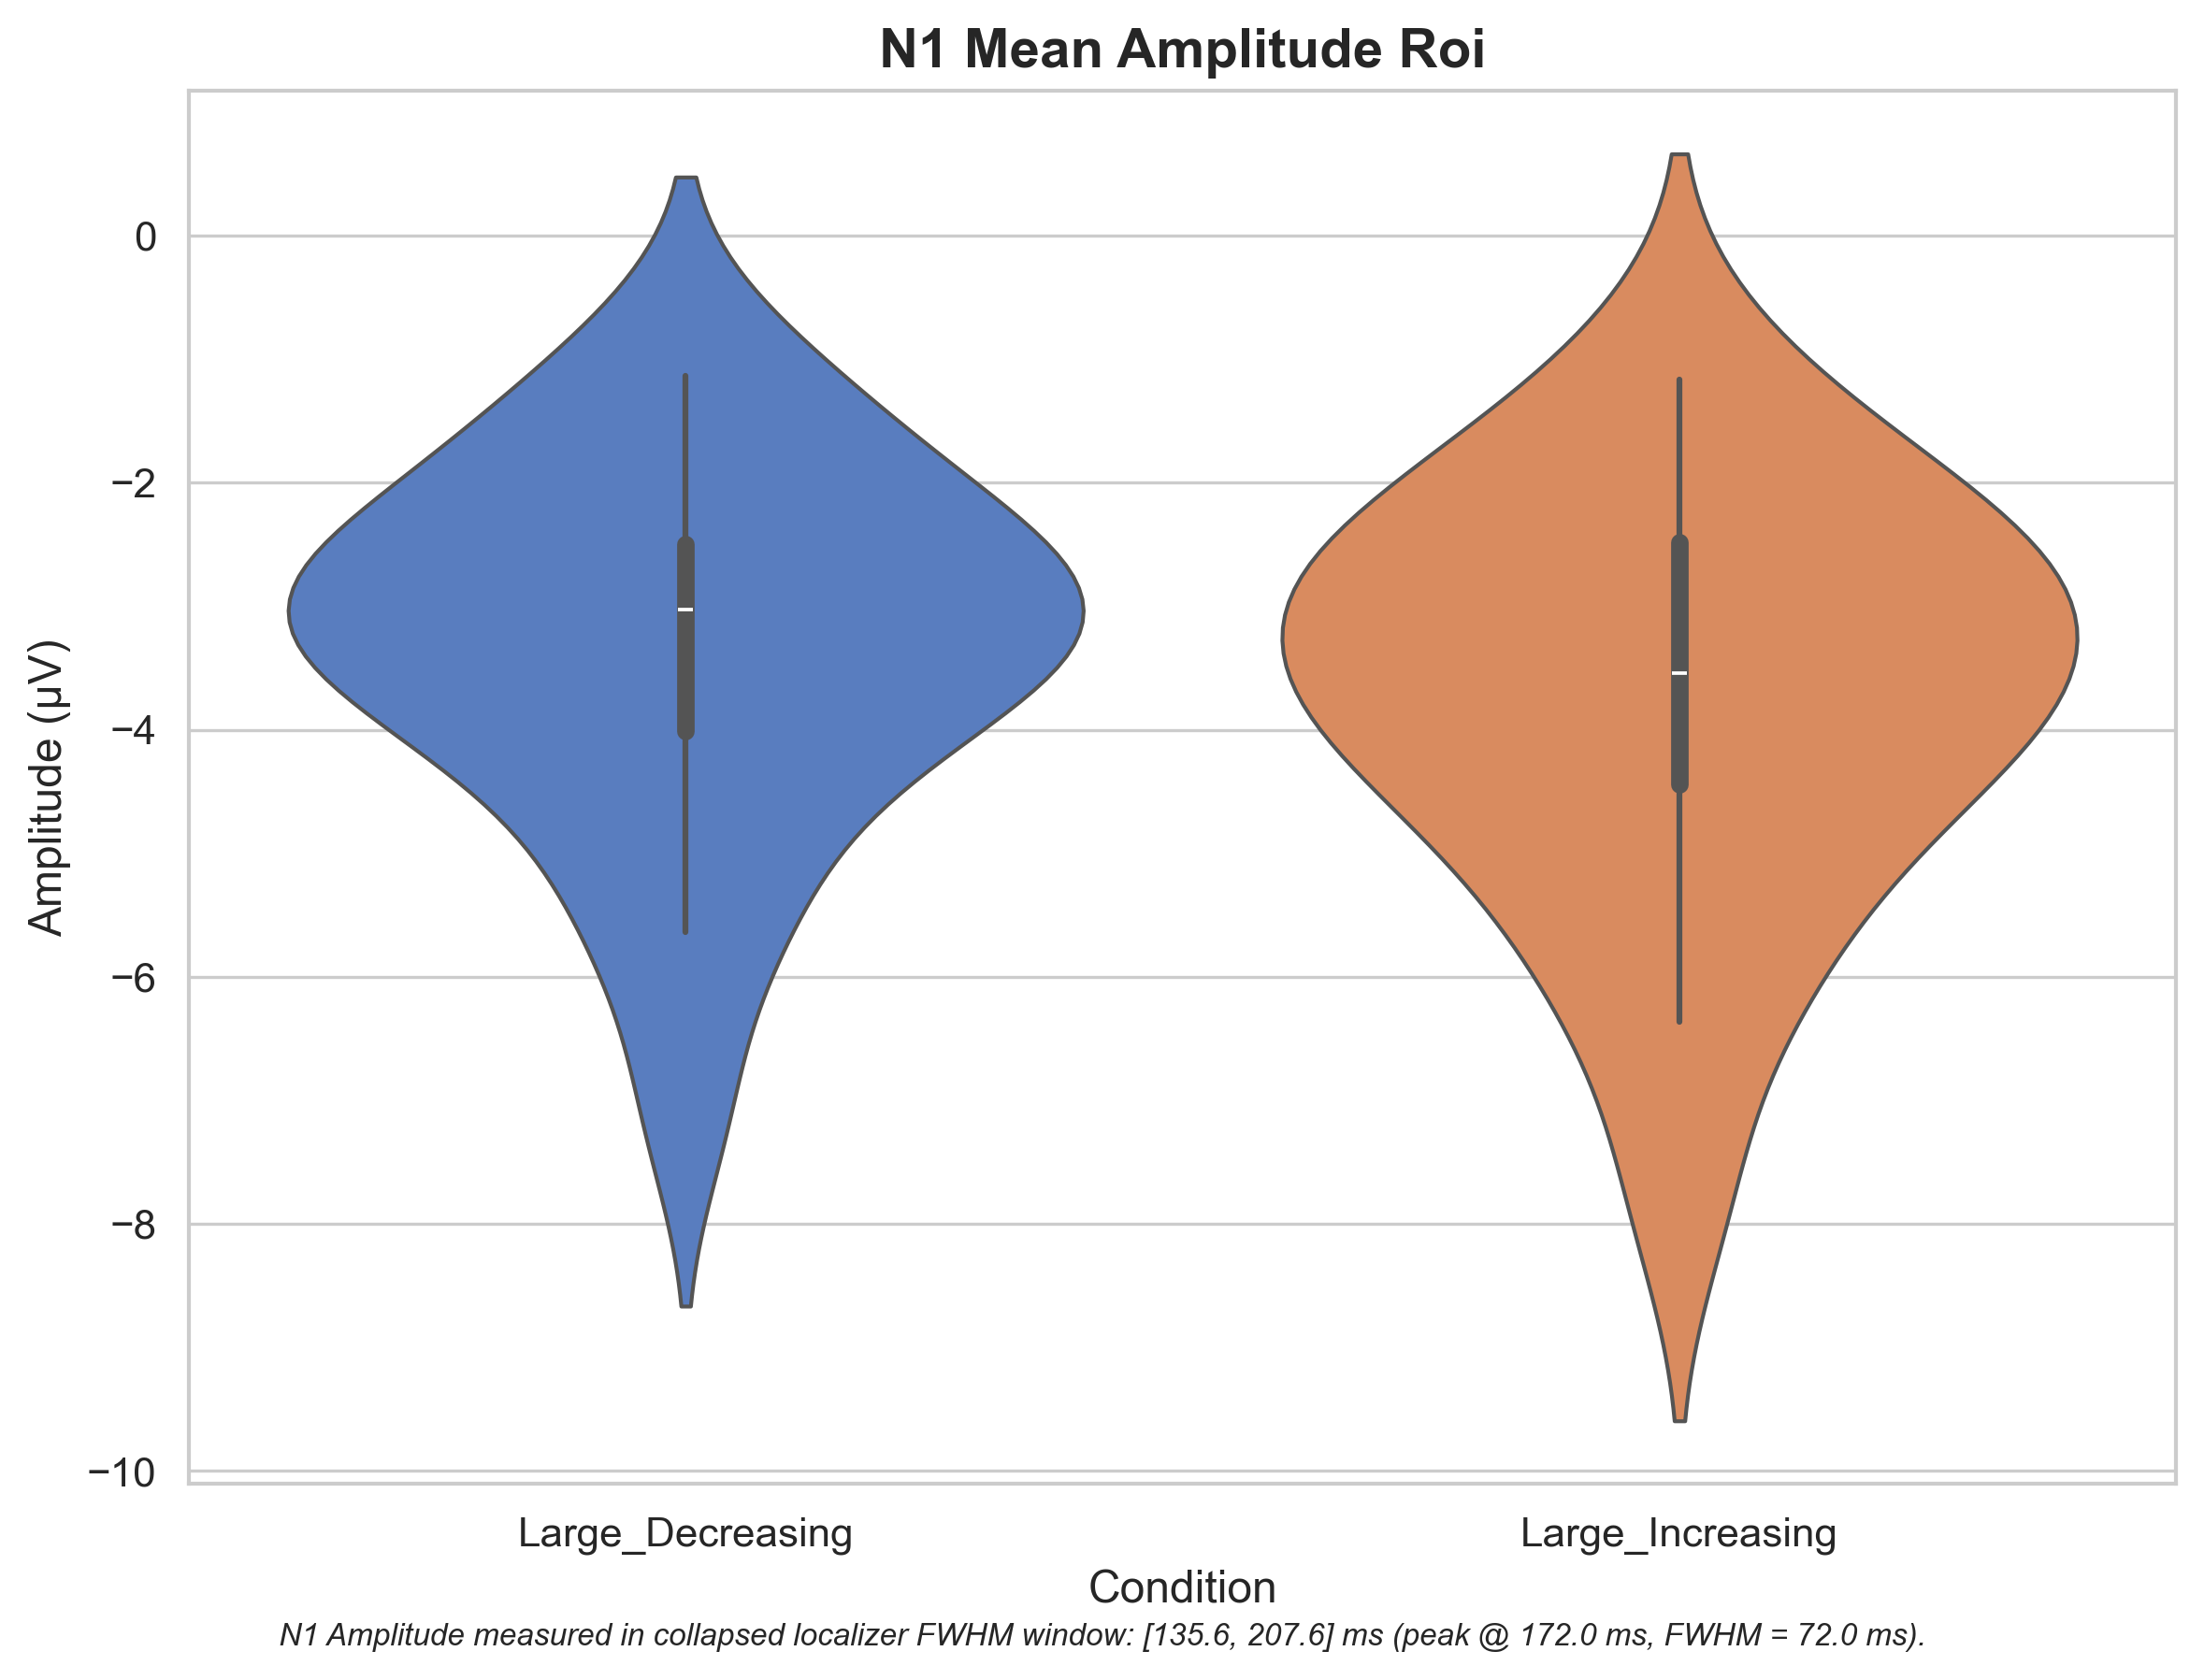 N1 Mean Amplitude Roi
Amplitude (µV)
0
−2
−4
−6
−8
−10
Large_Decreasing
Large_Increasing
Condition
N1 Amplitude measured in collapsed localizer FWHM window: [135.6, 207.6] ms (peak @ 172.0 ms, FWHM = 72.0 ms).